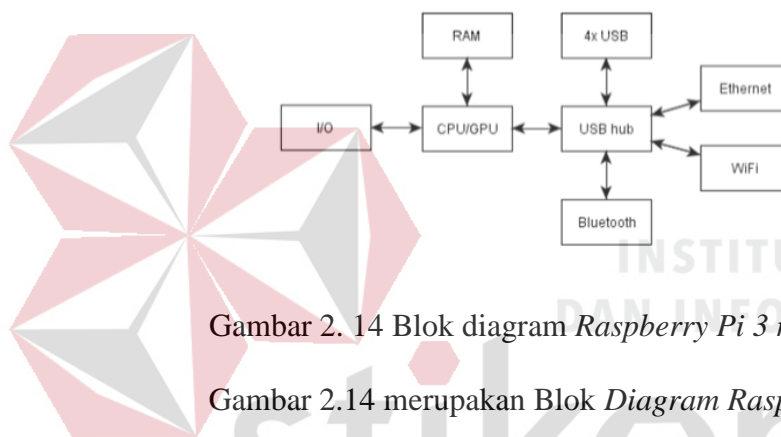 RAM
4x USB
Ethernet
I/O
CPU/GPU
USB hub
WiFi
Bluetooth
INSTITU
DAN INFO
Gambar 2. 14 Blok diagram Raspberry Pi 3
Gambar 2.14 merupakan Blok Diagram Rasp
stikom